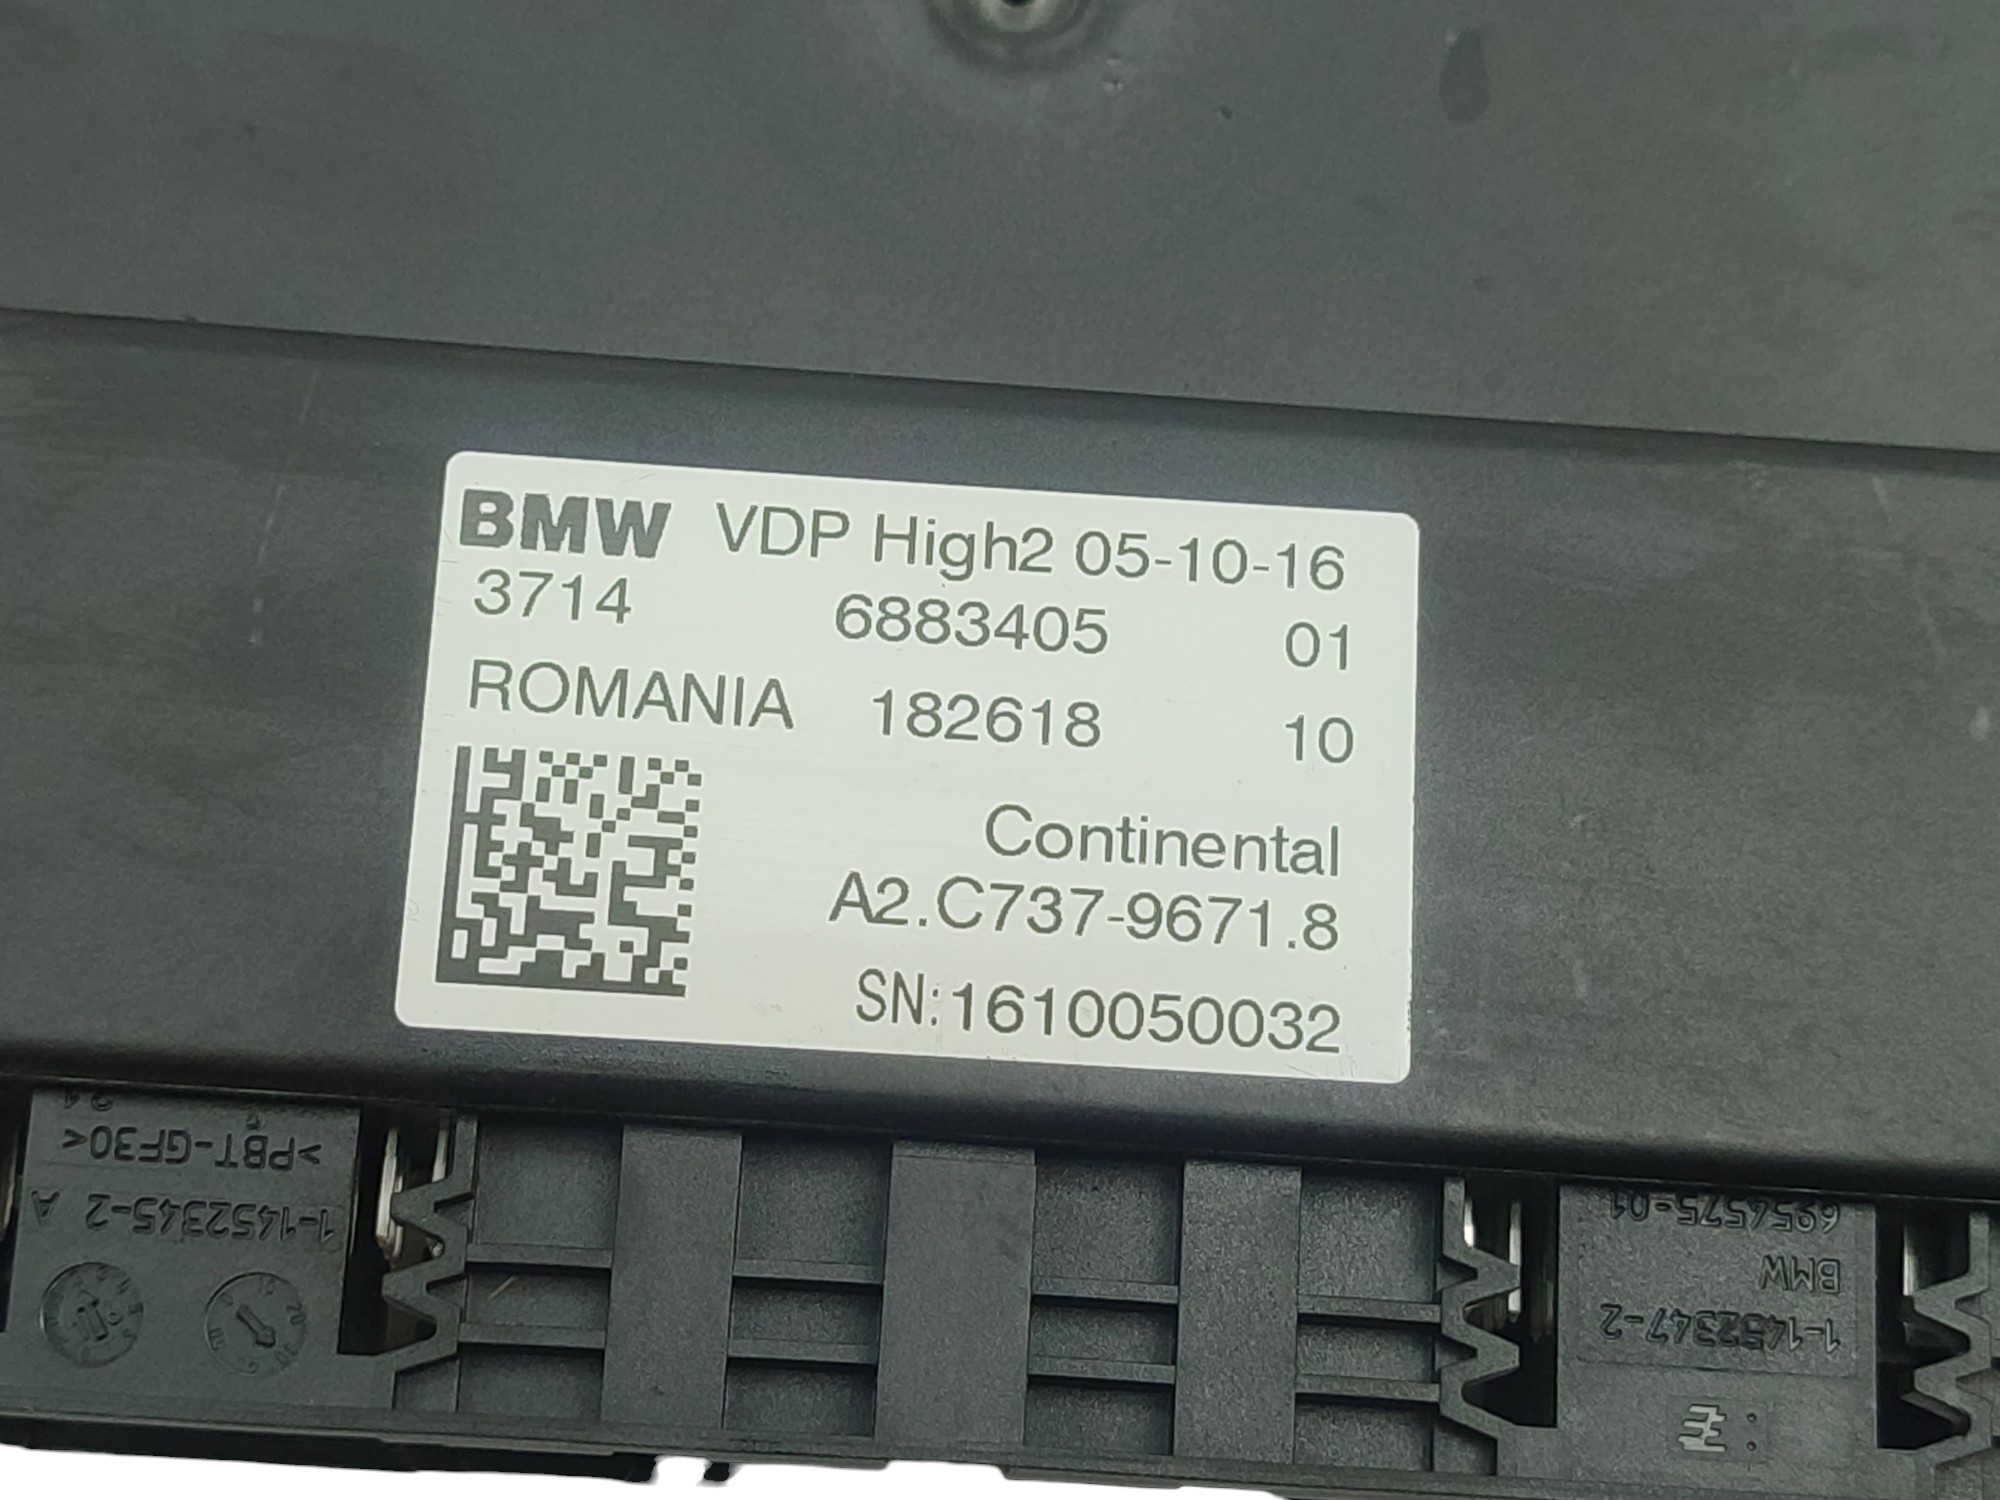 BMW VDP High2 05-10-16
3714 6883405 01
ROMANIA 182618 10
Continental
A2.C737-9671.8
SN:1610050032
>PBT-GF30<
1-1452345-2 A
6954575-01
BMW
1-1452347-2